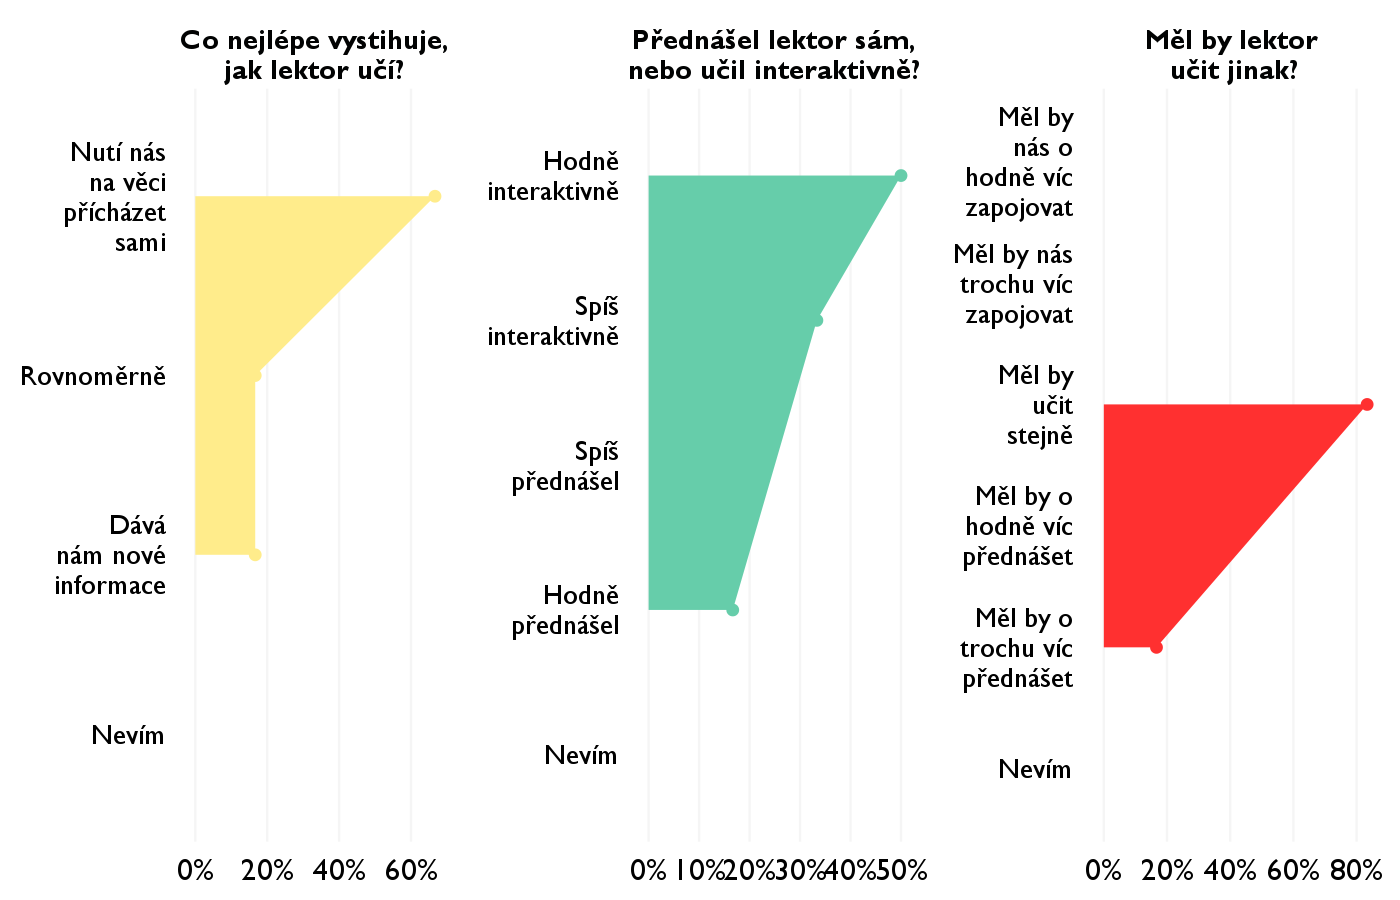 Co nejlépe vystihuje,
jak lektor učí?
Nutí nás
na věci
přícházet
sami
Rovnoměrně
Dává
nám nové
informace
Nevím
0% 20% 40% 60%
Přednášel lektor sám,
nebo učil interaktivně?
Hodně
interaktivně
Spíš
interaktivně
Spíš
přednášel
Hodně
přednášel
Nevím
0% 10% 20% 30% 40% 50%
Měl by lektor
učit jinak?
Měl by
nás o
hodně víc
zapojovat
Měl by nás
trochu víc
zapojovat
Měl by
učit
stejně
Měl by o
hodně víc
přednášet
Měl by o
trochu víc
přednášet
Nevím
0% 20% 40% 60% 80%